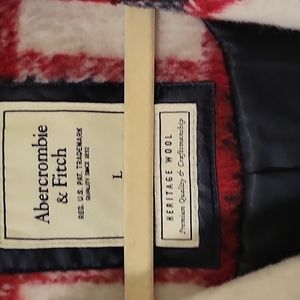 Abercrombie
& Fitch
REG. U.S. PAT. TRADEMARK
QUALITY SINCE 1892
L
HERITAGE WOOL
Premium Quality & Craftsmanship